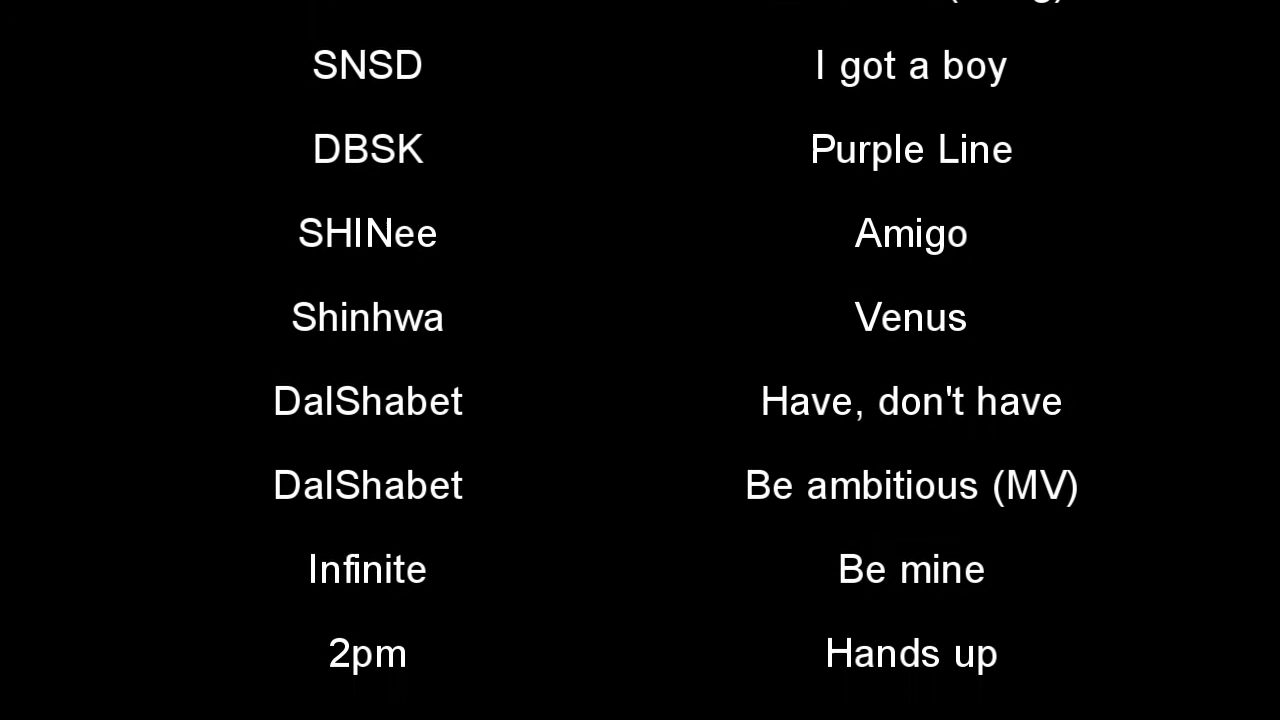 SNSD I got a boy
DBSK Purple Line
SHINee Amigo
Shinhwa Venus
DalShabet Have, don't have
DalShabet Be ambitious (MV)
Infinite Be mine
2pm Hands up